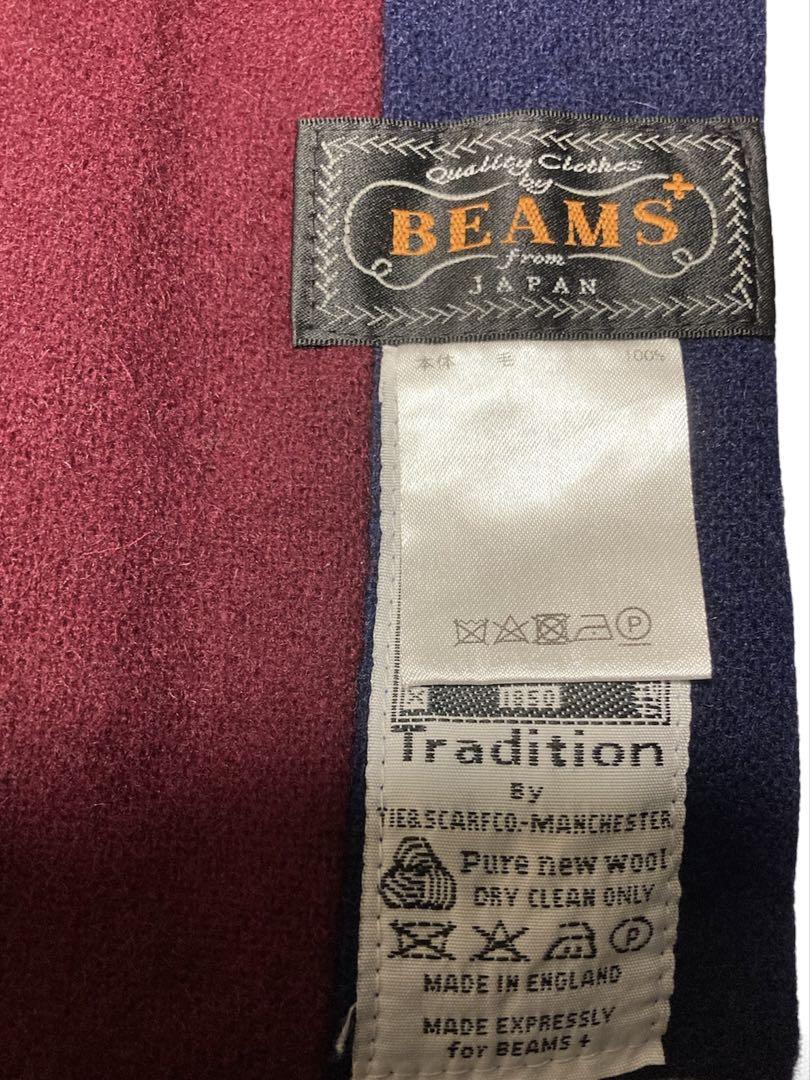 Quality Clothes
by
BEAMS+
from
JAPAN
本体 毛 100%
1950
Tradition
By
TIE&SCARFCO.-MANCHESTER
Pure new wool
DRY CLEAN ONLY
P
MADE IN ENGLAND
MADE EXPRESSLY
for BEAMS +